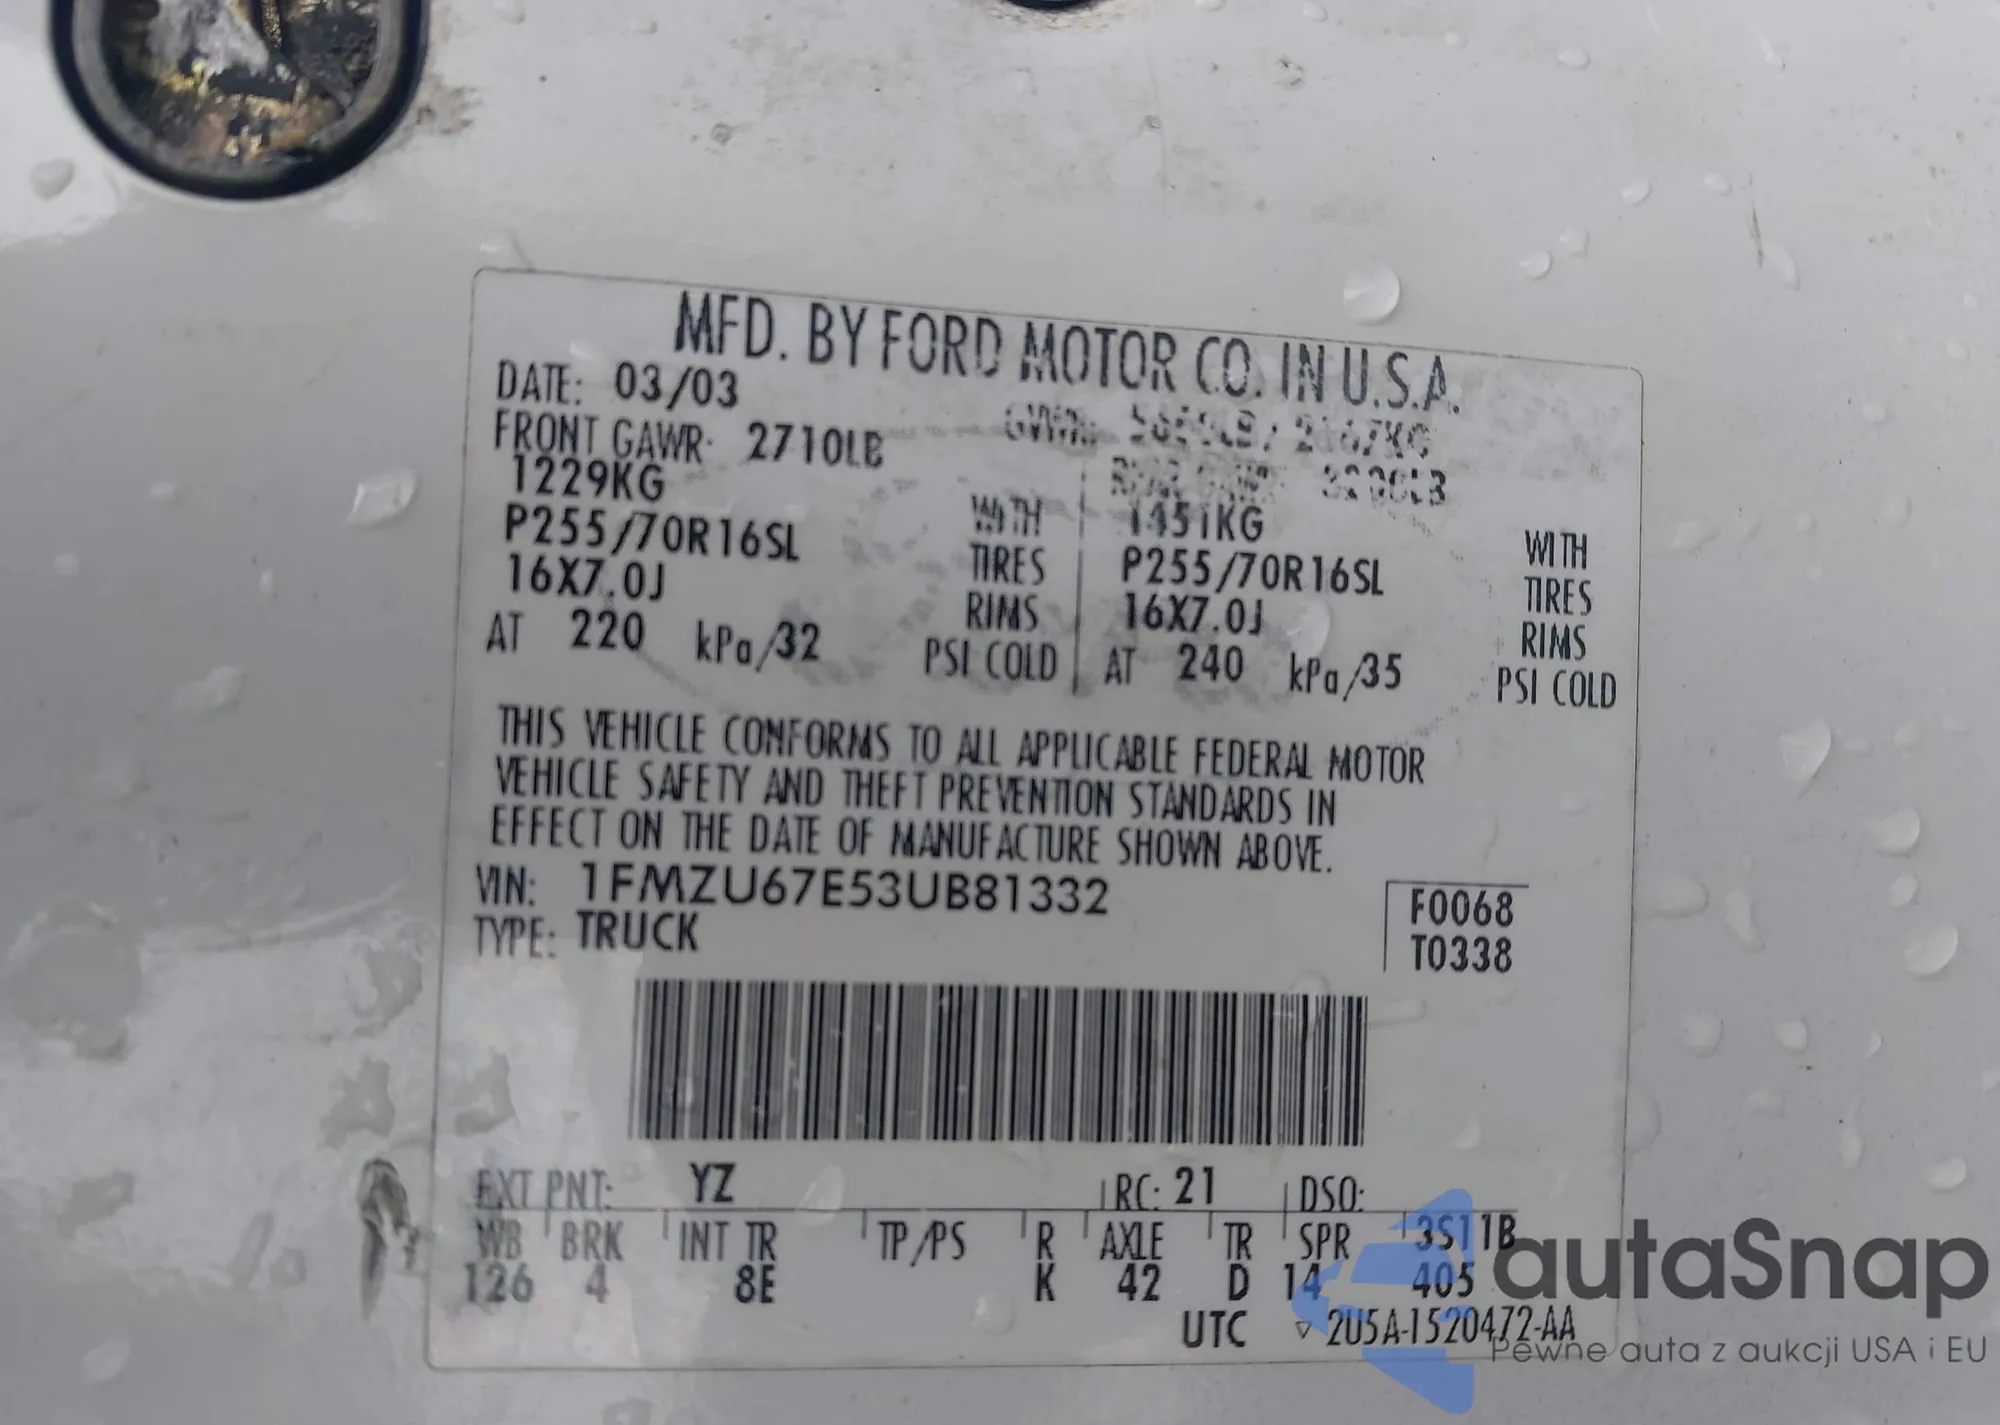 MFD. BY FORD MOTOR CO. IN U.S.A.
DATE: 03/03
FRONT GAWR: 2710LB
1229KG WITH 1451KG WITH
P255/70R16SL TIRES P255/70R16SL TIRES
16X7.0J RIMS 16X7.0J RIMS
AT 220 kPa/32 PSI COLD AT 240 kPa/35 PSI COLD
THIS VEHICLE CONFORMS TO ALL APPLICABLE FEDERAL MOTOR
VEHICLE SAFETY AND THEFT PREVENTION STANDARDS IN
EFFECT ON THE DATE OF MANUFACTURE SHOWN ABOVE.
VIN: 1FMZU67E53UB81332 F0068
TYPE: TRUCK T0338
EXT PNT: YZ RC: 21 DSO:
WB BRK INT TR TP/PS R AXLE TR SPR 3S11B
126 4 8E K 42 D 14 405
UTC ▽ 2U5A-1520472-AA
autoSnap
Pewne auta z aukcji USA i EU